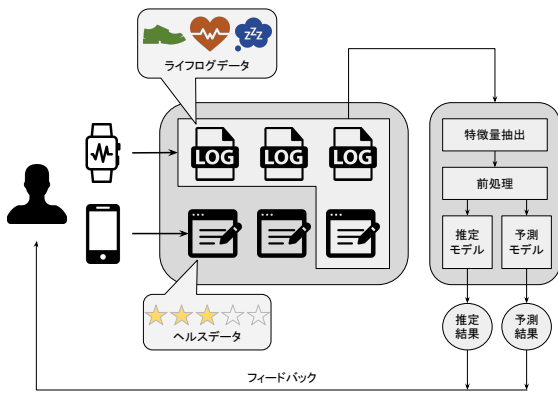 zzz
ライフログデータ
LOG
LOG
LOG
ヘルスデータ
特徴量抽出
前処理
推定
モデル
予測
モデル
推定
結果
予測
結果
フィードバック